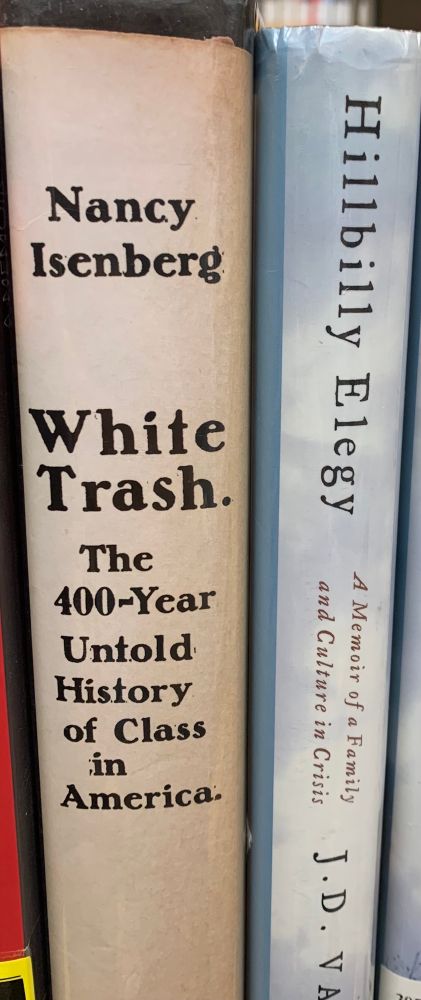 Nancy
Isenberg
White
Trash.
The
400-Year
Untold
History
of Class
in
America.
Hillbilly Elegy
A Memoir of a Family
and Culture in Crisis
J.D. VA